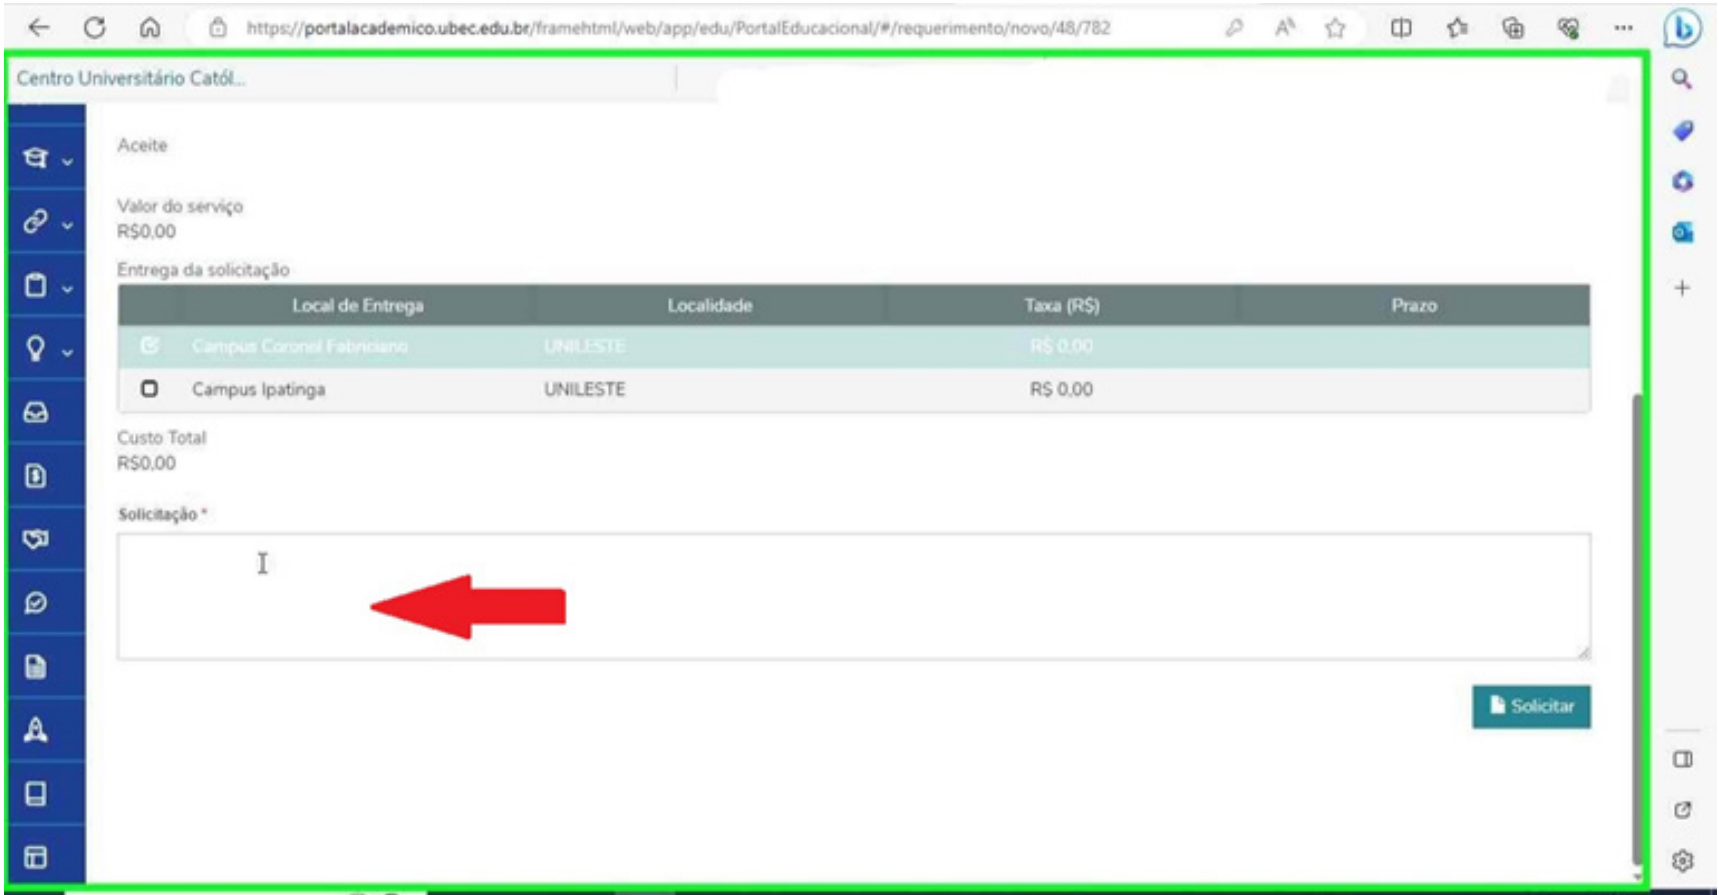 https://portalacademico.ubec.edu.br/framehtml/web/app/edu/PortalEducacional/#/requerimento/novo/48/782
Centro Universitário Catól...
Aceite
Valor do serviço
R$0,00
Entrega da solicitação
Local de Entrega Localidade Taxa (R$) Prazo
Campus Coronel Fabriciano UNILESTE R$ 0,00
Campus Ipatinga UNILESTE R$ 0,00
Custo Total
R$0,00
Solicitação *
Solicitar